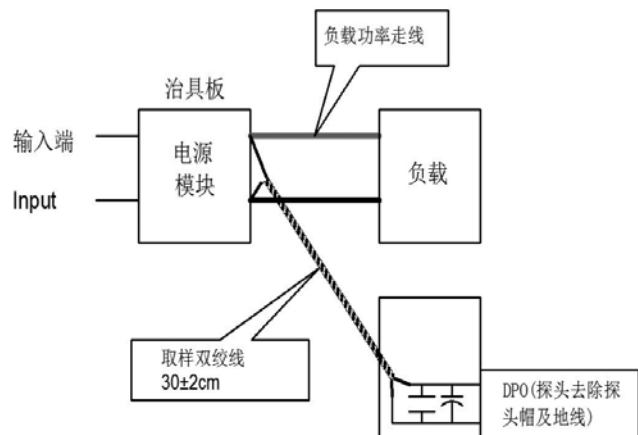 负载功率走线
治具板
输入端
Input
电源
模块
负载
取样双绞线
30±2cm
DPO(探头去除探
头帽及地线)